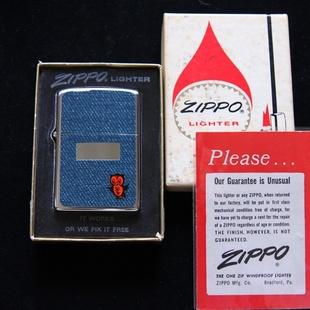 ZIPPO LIGHTER
IT WORKS
OR WE FIX IT FREE
ZIPPO
LIGHTER
Please...
Our Guarantee is Unusual
This lighter or any Zippo, when returned
to our factory, will be put in first class
mechanical condition free of charge, for
we have yet to charge a cent for the repair
of a ZIPPO regardless of age or condition.
THE FINISH, HOWEVER, IS NOT
GUARANTEED.
ZIPPO
THE ONE ZIP WINDPROOF LIGHTER
ZIPPO Mfg. Co. Bradford, Pa.